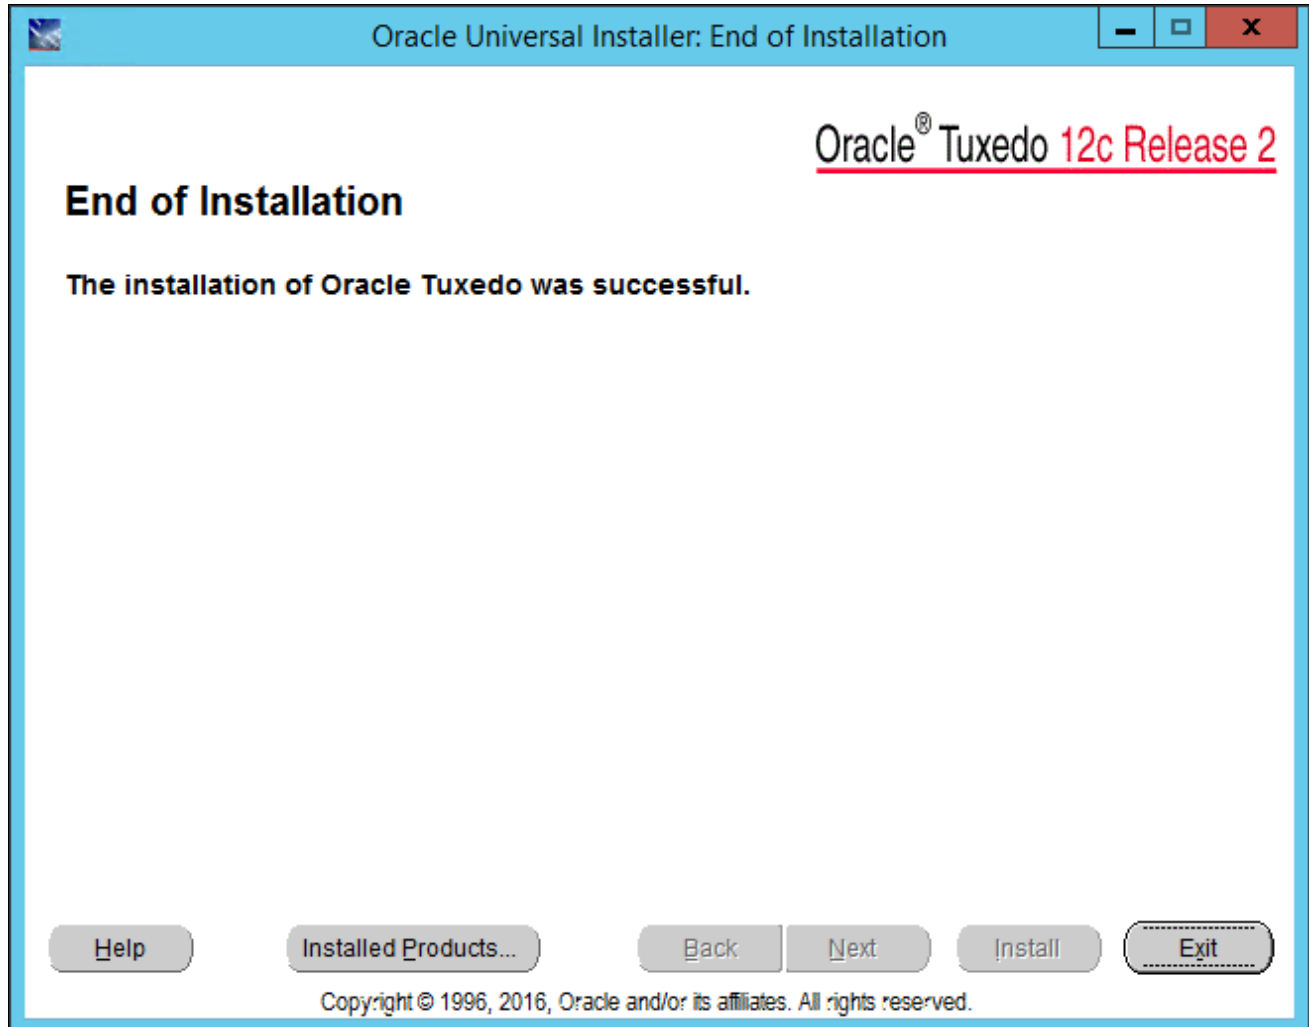 Oracle Universal Installer: End of Installation
Oracle® Tuxedo 12c Release 2
End of Installation
The installation of Oracle Tuxedo was successful.
Help Installed Products... Back Next Install Exit
Copyright © 1996, 2016, Oracle and/or its affiliates. All rights reserved.